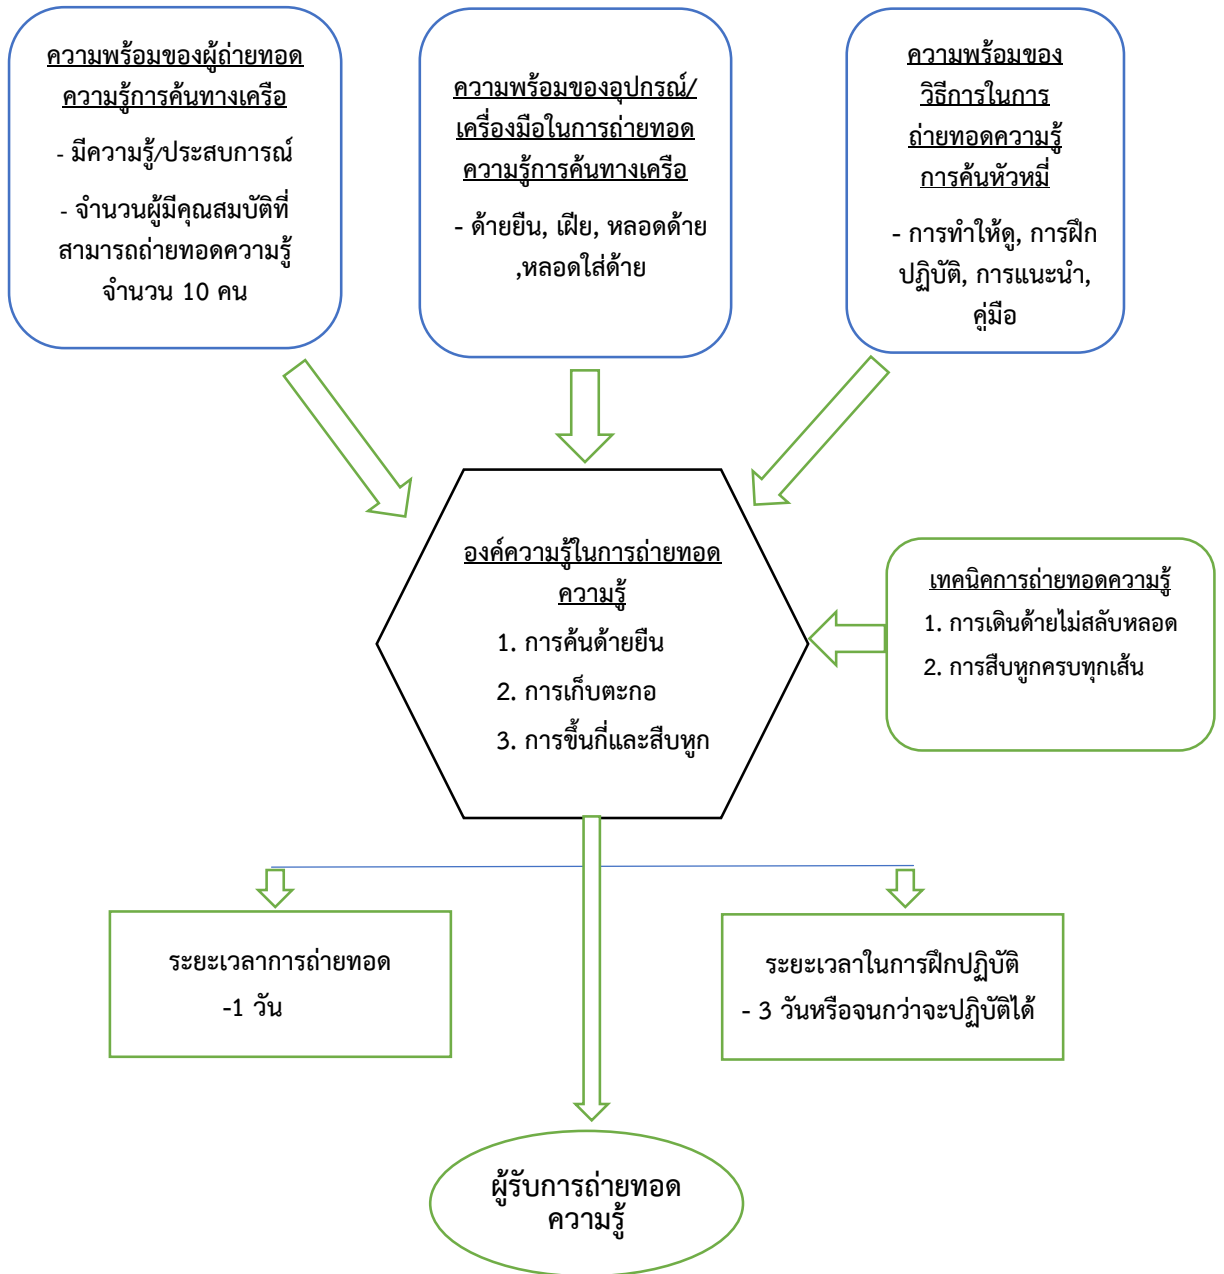 ความพร้อมของผู้ถ่ายทอด
ความรู้การค้นทางเครือ
- มีความรู้/ประสบการณ์
- จำนวนผู้มีคุณสมบัติที่
สามารถถ่ายทอดความรู้
จำนวน 10 คน
ความพร้อมของอุปกรณ์/
เครื่องมือในการถ่ายทอด
ความรู้การค้นทางเครือ
- ด้ายยืน, เฝีย, หลอดด้าย
,หลอดใส่ด้าย
ความพร้อมของ
วิธีการในการ
ถ่ายทอดความรู้
การค้นหัวหมี่
- การทำให้ดู, การฝึก
ปฏิบัติ, การแนะนำ,
คู่มือ
องค์ความรู้ในการถ่ายทอด
ความรู้
1. การค้นด้ายยืน
2. การเก็บตะกอ
3. การขึ้นกี่และสืบหูก
เทคนิคการถ่ายทอดความรู้
1. การเดินด้ายไม่สลับหลอด
2. การสืบหูกครบทุกเส้น
ระยะเวลาการถ่ายทอด
-1 วัน
ระยะเวลาในการฝึกปฏิบัติ
- 3 วันหรือจนกว่าจะปฏิบัติได้
ผู้รับการถ่ายทอด
ความรู้